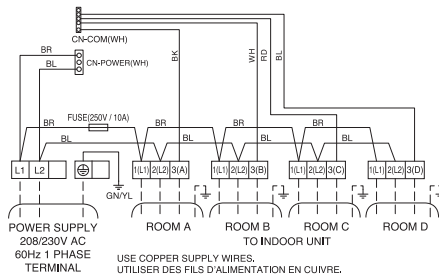 CN-COM(WH)
BR
CN-POWER(WH)
BL
BK
WH
RD
BL
FUSE(250V / 10A)
BR
BR
BR
BR
BL
BL
BL
BL
L1 L2
1(L1) 2(L2) 3(A)
1(L1) 2(L2) 3(B)
1(L1) 2(L2) 3(C)
1(L1) 2(L2) 3(D)
GN/YL
POWER SUPPLY
208/230V AC
60Hz 1 PHASE
TERMINAL
ROOM A
ROOM B
ROOM C
ROOM D
TO INDOOR UNIT
USE COPPER SUPPLY WIRES.
UTILISER DES FILS D'ALIMENTATION EN CUIVRE.